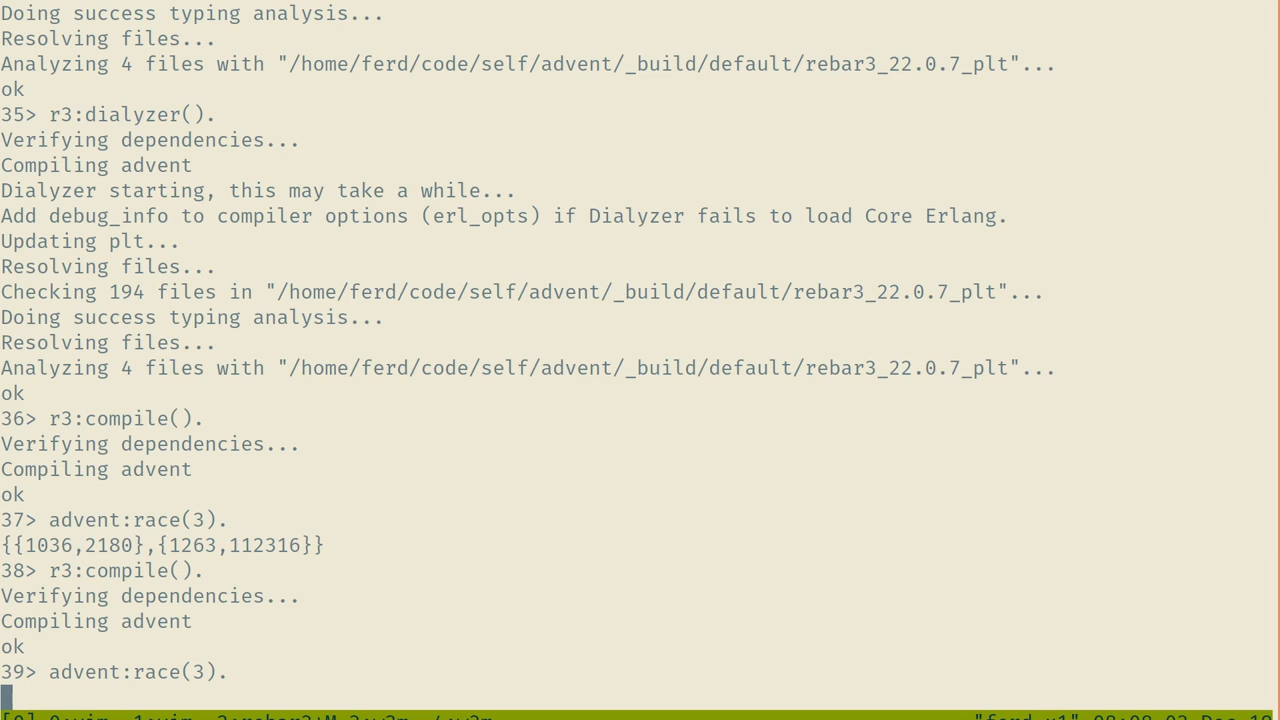 Doing success typing analysis...
Resolving files...
Analyzing 4 files with "/home/ferd/code/self/advent/_build/default/rebar3_22.0.7_plt"...
ok
35> r3:dialyzer().
Verifying dependencies...
Compiling advent
Dialyzer starting, this may take a while...
Add debug_info to compiler options (erl_opts) if Dialyzer fails to load Core Erlang.
Updating plt...
Resolving files...
Checking 194 files in "/home/ferd/code/self/advent/_build/default/rebar3_22.0.7_plt"...
Doing success typing analysis...
Resolving files...
Analyzing 4 files with "/home/ferd/code/self/advent/_build/default/rebar3_22.0.7_plt"...
ok
36> r3:compile().
Verifying dependencies...
Compiling advent
ok
37> advent:race(3).
{{1036,2180},{1263,112316}}
38> r3:compile().
Verifying dependencies...
Compiling advent
ok
39> advent:race(3).